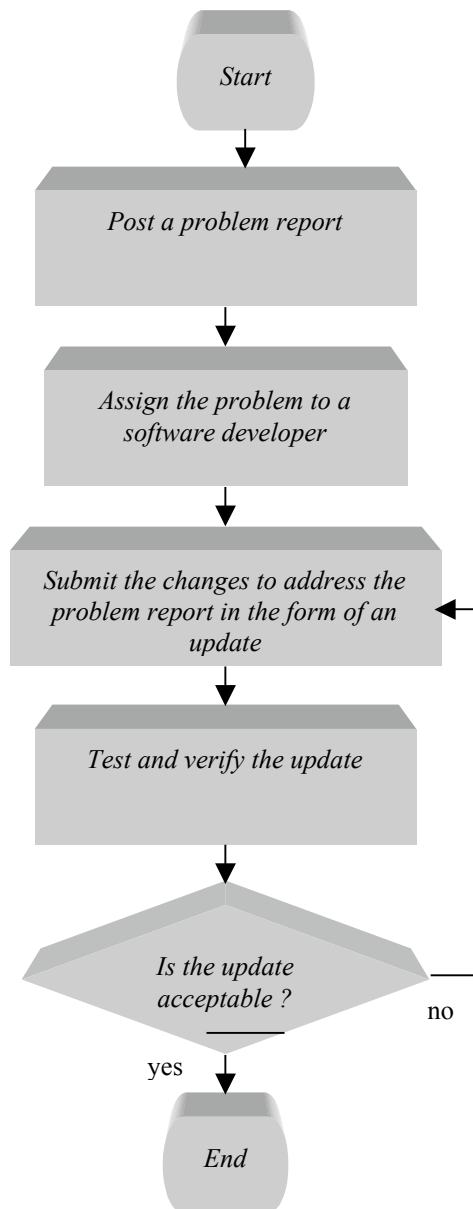 Start
Post a problem report
Assign the problem to a
software developer
Submit the changes to address the
problem report in the form of an
update
Test and verify the update
Is the update
acceptable ?
no
yes
End